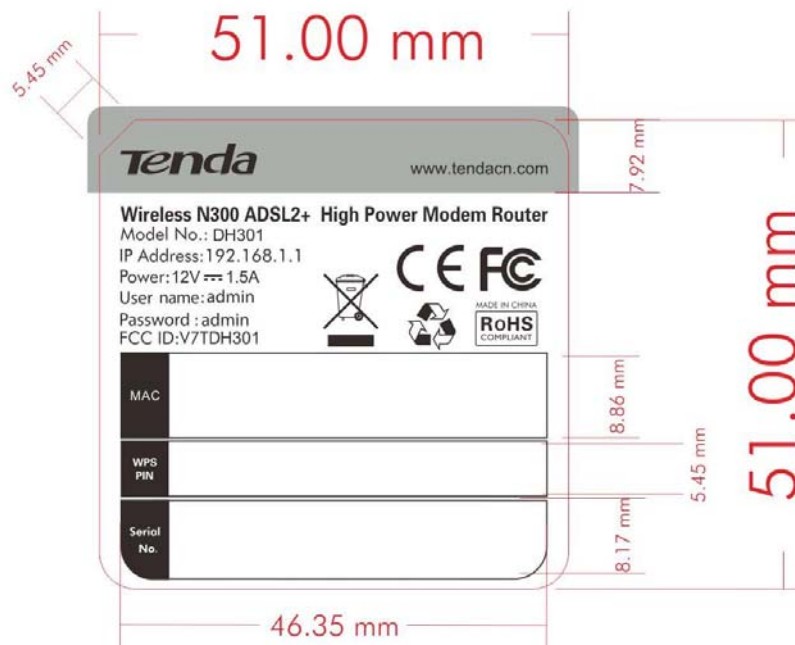 51.00 mm
5.45 mm
7.92 mm
Tenda
www.tendacn.com
Wireless N300 ADSL2+ High Power Modem Router
Model No.: DH301
IP Address:192.168.1.1
Power:12V⎓1.5A
User name:admin
Password :admin
FCC ID:V7TDH301
CE FC
MADE IN CHINA
RoHS
COMPLIANT
51.00 mm
MAC
8.86 mm
WPS
PIN
5.45 mm
Serial
No.
8.17 mm
46.35 mm